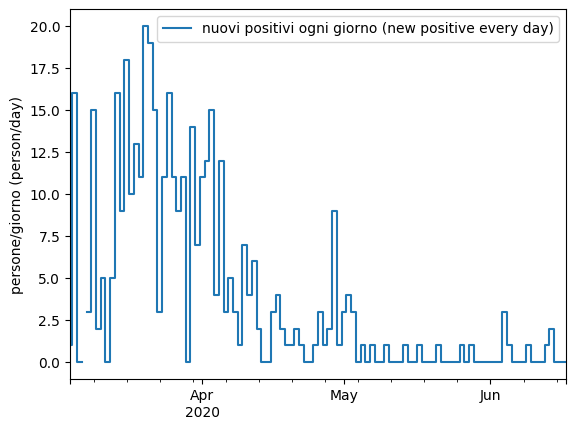 nuovi positivi ogni giorno (new positive every day)
persone/giorno (person/day)
20.0
17.5
15.0
12.5
10.0
7.5
5.0
2.5
0.0
Apr
2020
May
Jun